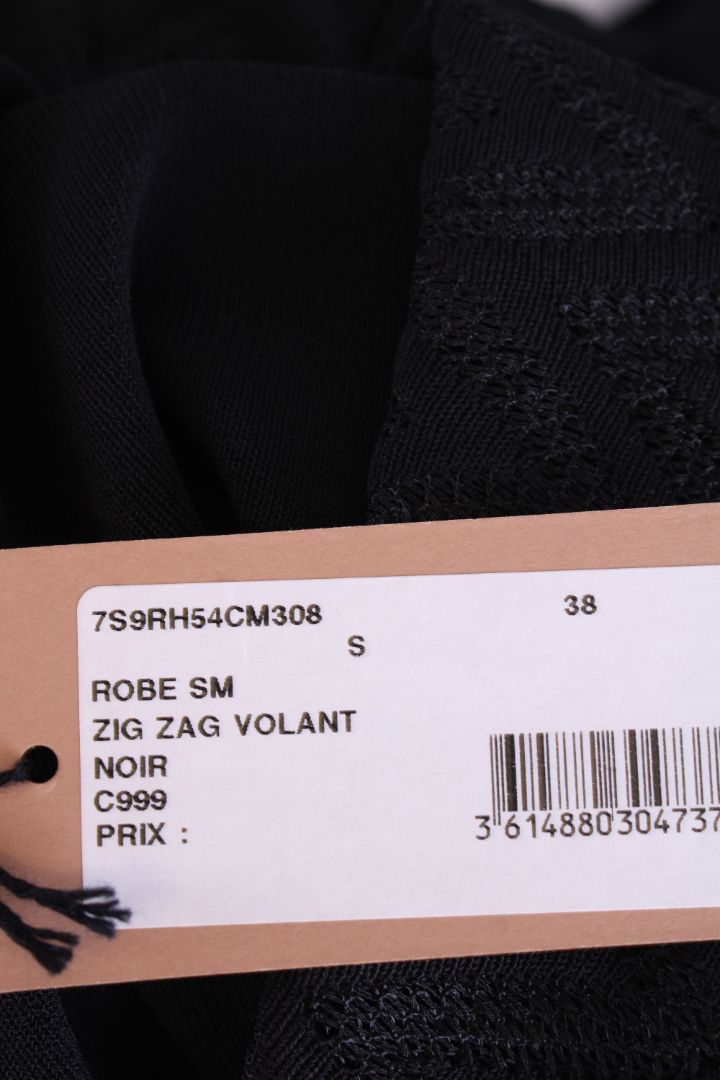 7S9RH54CM308 38
S
ROBE SM
ZIG ZAG VOLANT
NOIR
C999
PRIX :
3 614880 304737